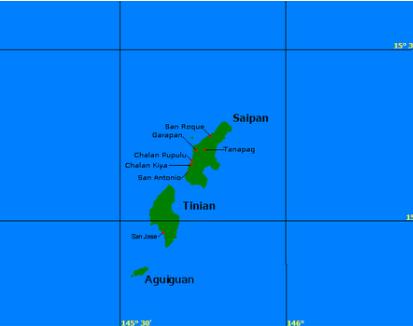 15° 3
Saipan
San Roque
Garapan
Tanapag
Chalan Pupulu
Chalan Kiya
San Antonio
Tinian
15
San Jose
Aguiguan
145° 30'
146°